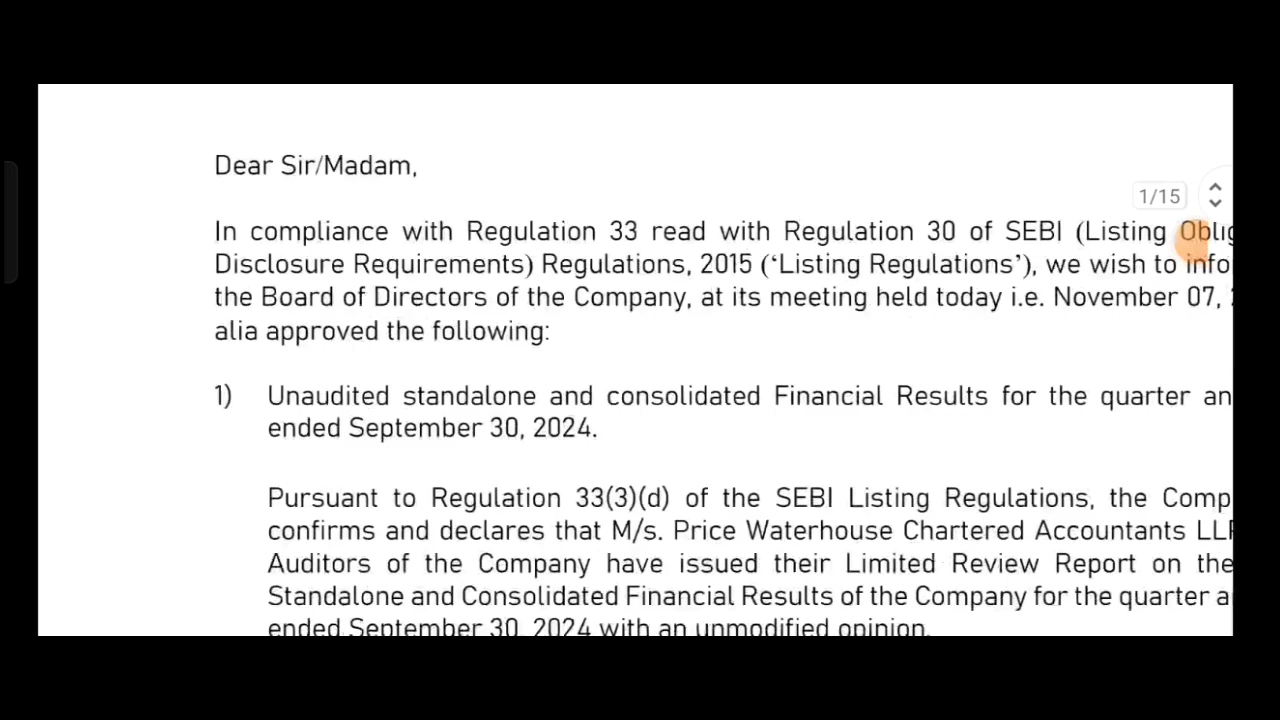 Dear Sir/Madam,
1/15
In compliance with Regulation 33 read with Regulation 30 of SEBI (Listing
Disclosure Requirements) Regulations, 2015 (‘Listing Regulations’), we wish to
the Board of Directors of the Company, at its meeting held today i.e. November 07,
alia approved the following:
1) Unaudited standalone and consolidated Financial Results for the quarter
ended September 30, 2024.
Pursuant to Regulation 33(3)(d) of the SEBI Listing Regulations, the
confirms and declares that M/s. Price Waterhouse Chartered Accountants
Auditors of the Company have issued their Limited Review Report on the
Standalone and Consolidated Financial Results of the Company for the quarter
ended September 30, 2024 with an unmodified opinion.